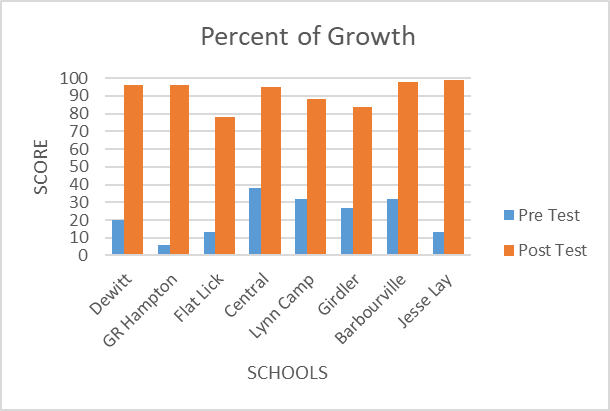 Percent of Growth
100
90
80
70
60
50
40
30
20
10
0
SCORE
Dewitt
GR Hampton
Flat Lick
Central
Lynn Camp
Girdler
Barbourville
Jesse Lay
SCHOOLS
Pre Test
Post Test